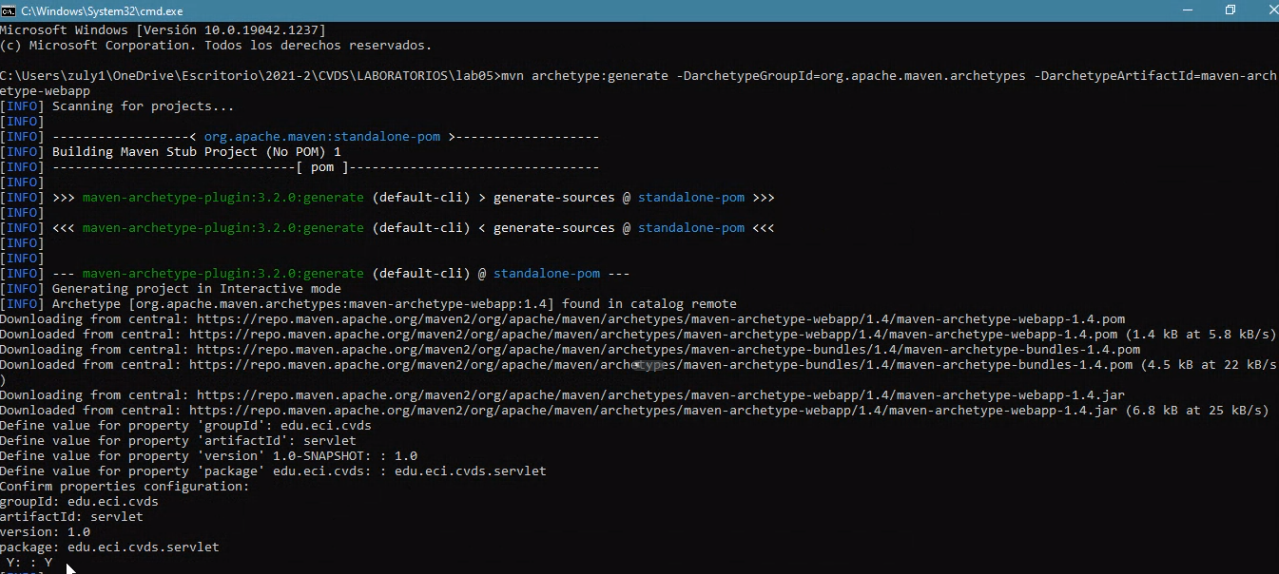 C:\Windows\System32\cmd.exe
Microsoft Windows [Versión 10.0.19042.1237]
(c) Microsoft Corporation. Todos los derechos reservados.
C:\Users\zuly1\OneDrive\Escritorio\2021-2\CVDS\LABORATORIOS\lab05>mvn archetype:generate -DarchetypeGroupId=org.apache.maven.archetypes -DarchetypeArtifactId=maven-arch
etype-webapp
[INFO] Scanning for projects...
[INFO]
[INFO] ------------------< org.apache.maven:standalone-pom >-------------------
[INFO] Building Maven Stub Project (No POM) 1
[INFO] --------------------------------[ pom ]---------------------------------
[INFO]
[INFO] >>> maven-archetype-plugin:3.2.0:generate (default-cli) > generate-sources @ standalone-pom >>>
[INFO]
[INFO] <<< maven-archetype-plugin:3.2.0:generate (default-cli) < generate-sources @ standalone-pom <<<
[INFO]
[INFO]
[INFO] --- maven-archetype-plugin:3.2.0:generate (default-cli) @ standalone-pom ---
[INFO] Generating project in Interactive mode
[INFO] Archetype [org.apache.maven.archetypes:maven-archetype-webapp:1.4] found in catalog remote
Downloading from central: https://repo.maven.apache.org/maven2/org/apache/maven/archetypes/maven-archetype-webapp/1.4/maven-archetype-webapp-1.4.pom
Downloaded from central: https://repo.maven.apache.org/maven2/org/apache/maven/archetypes/maven-archetype-webapp/1.4/maven-archetype-webapp-1.4.pom (1.4 kB at 5.8 kB/s)
Downloading from central: https://repo.maven.apache.org/maven2/org/apache/maven/archetypes/maven-archetype-bundles/1.4/maven-archetype-bundles-1.4.pom
Downloaded from central: https://repo.maven.apache.org/maven2/org/apache/maven/archetypes/maven-archetype-bundles/1.4/maven-archetype-bundles-1.4.pom (4.5 kB at 22 kB/s
)
Downloading from central: https://repo.maven.apache.org/maven2/org/apache/maven/archetypes/maven-archetype-webapp/1.4/maven-archetype-webapp-1.4.jar
Downloaded from central: https://repo.maven.apache.org/maven2/org/apache/maven/archetypes/maven-archetype-webapp/1.4/maven-archetype-webapp-1.4.jar (6.8 kB at 25 kB/s)
Define value for property 'groupId': edu.eci.cvds
Define value for property 'artifactId': servlet
Define value for property 'version' 1.0-SNAPSHOT: : 1.0
Define value for property 'package' edu.eci.cvds: : edu.eci.cvds.servlet
Confirm properties configuration:
groupId: edu.eci.cvds
artifactId: servlet
version: 1.0
package: edu.eci.cvds.servlet
Y: : Y